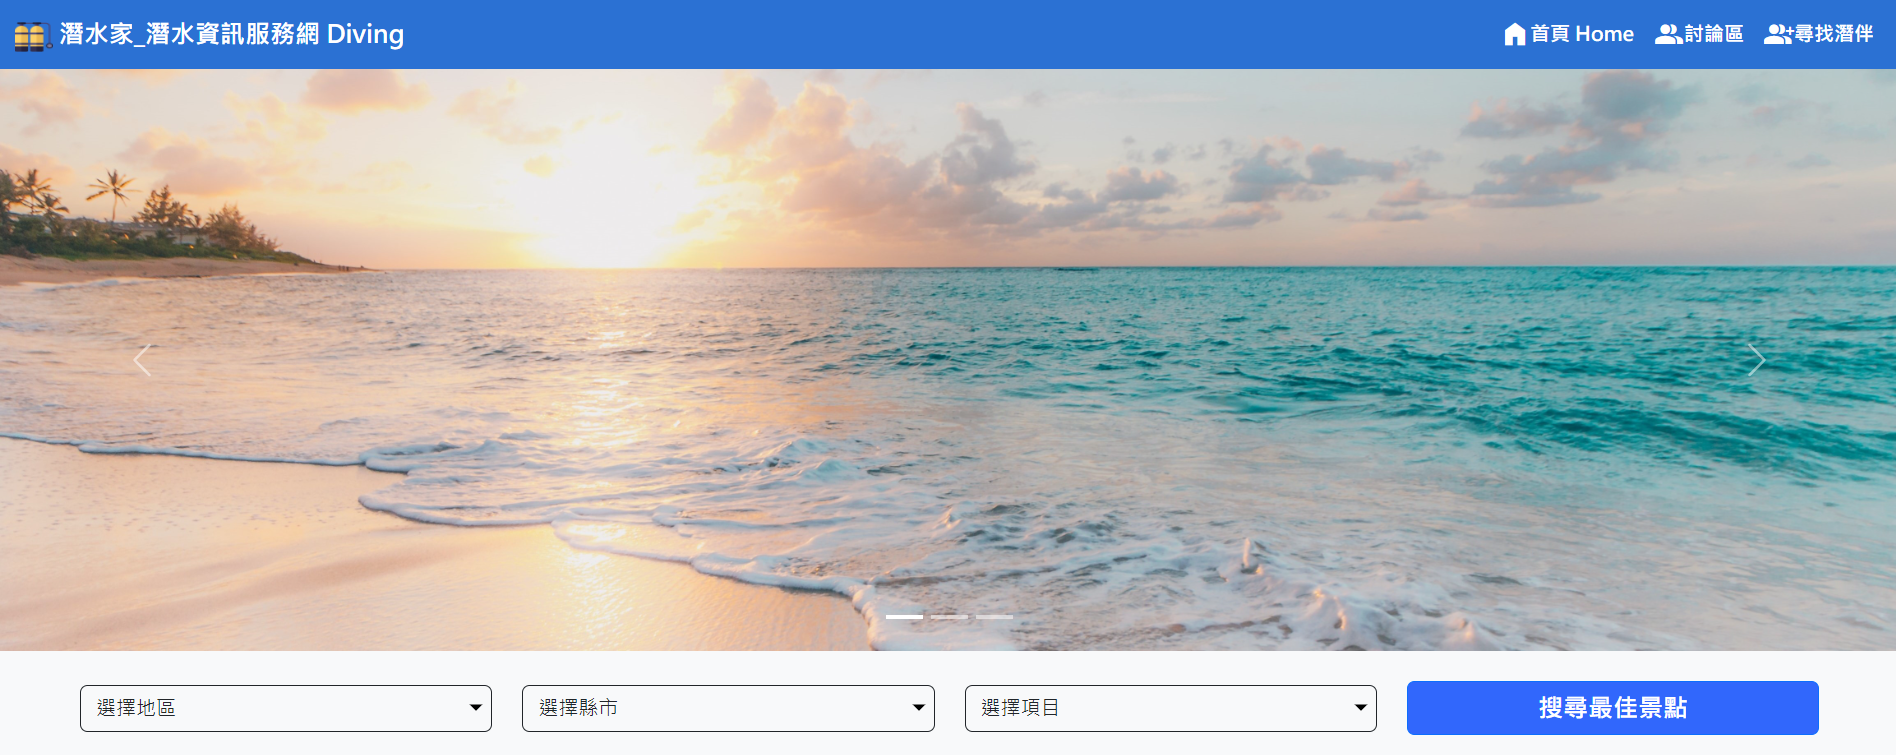 潛水家_潛水資訊服務網 Diving
首頁 Home
討論區
尋找潛伴
選擇地區
選擇縣市
選擇項目
搜尋最佳景點